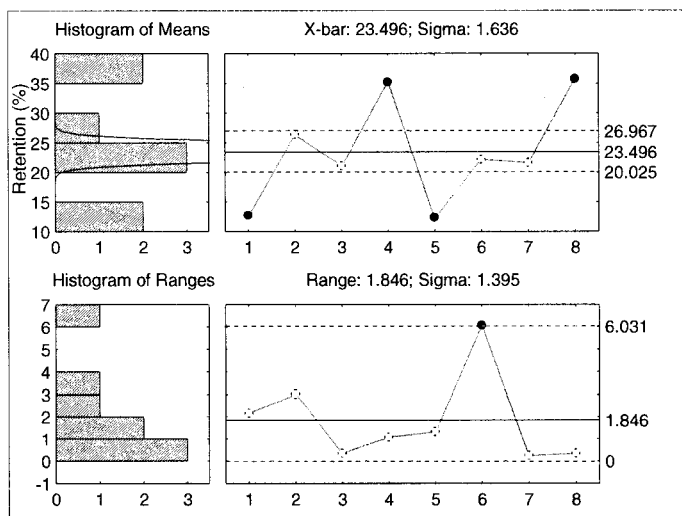 Histogram of Means
X-bar: 23.496; Sigma: 1.636
Retention (%)
40
35
30
25
20
15
10
0 1 2 3
26.967
23.496
20.025
1 2 3 4 5 6 7 8
Histogram of Ranges
Range: 1.846; Sigma: 1.395
7
6
5
4
3
2
1
0
-1
0 1 2 3
6.031
1.846
0
1 2 3 4 5 6 7 8